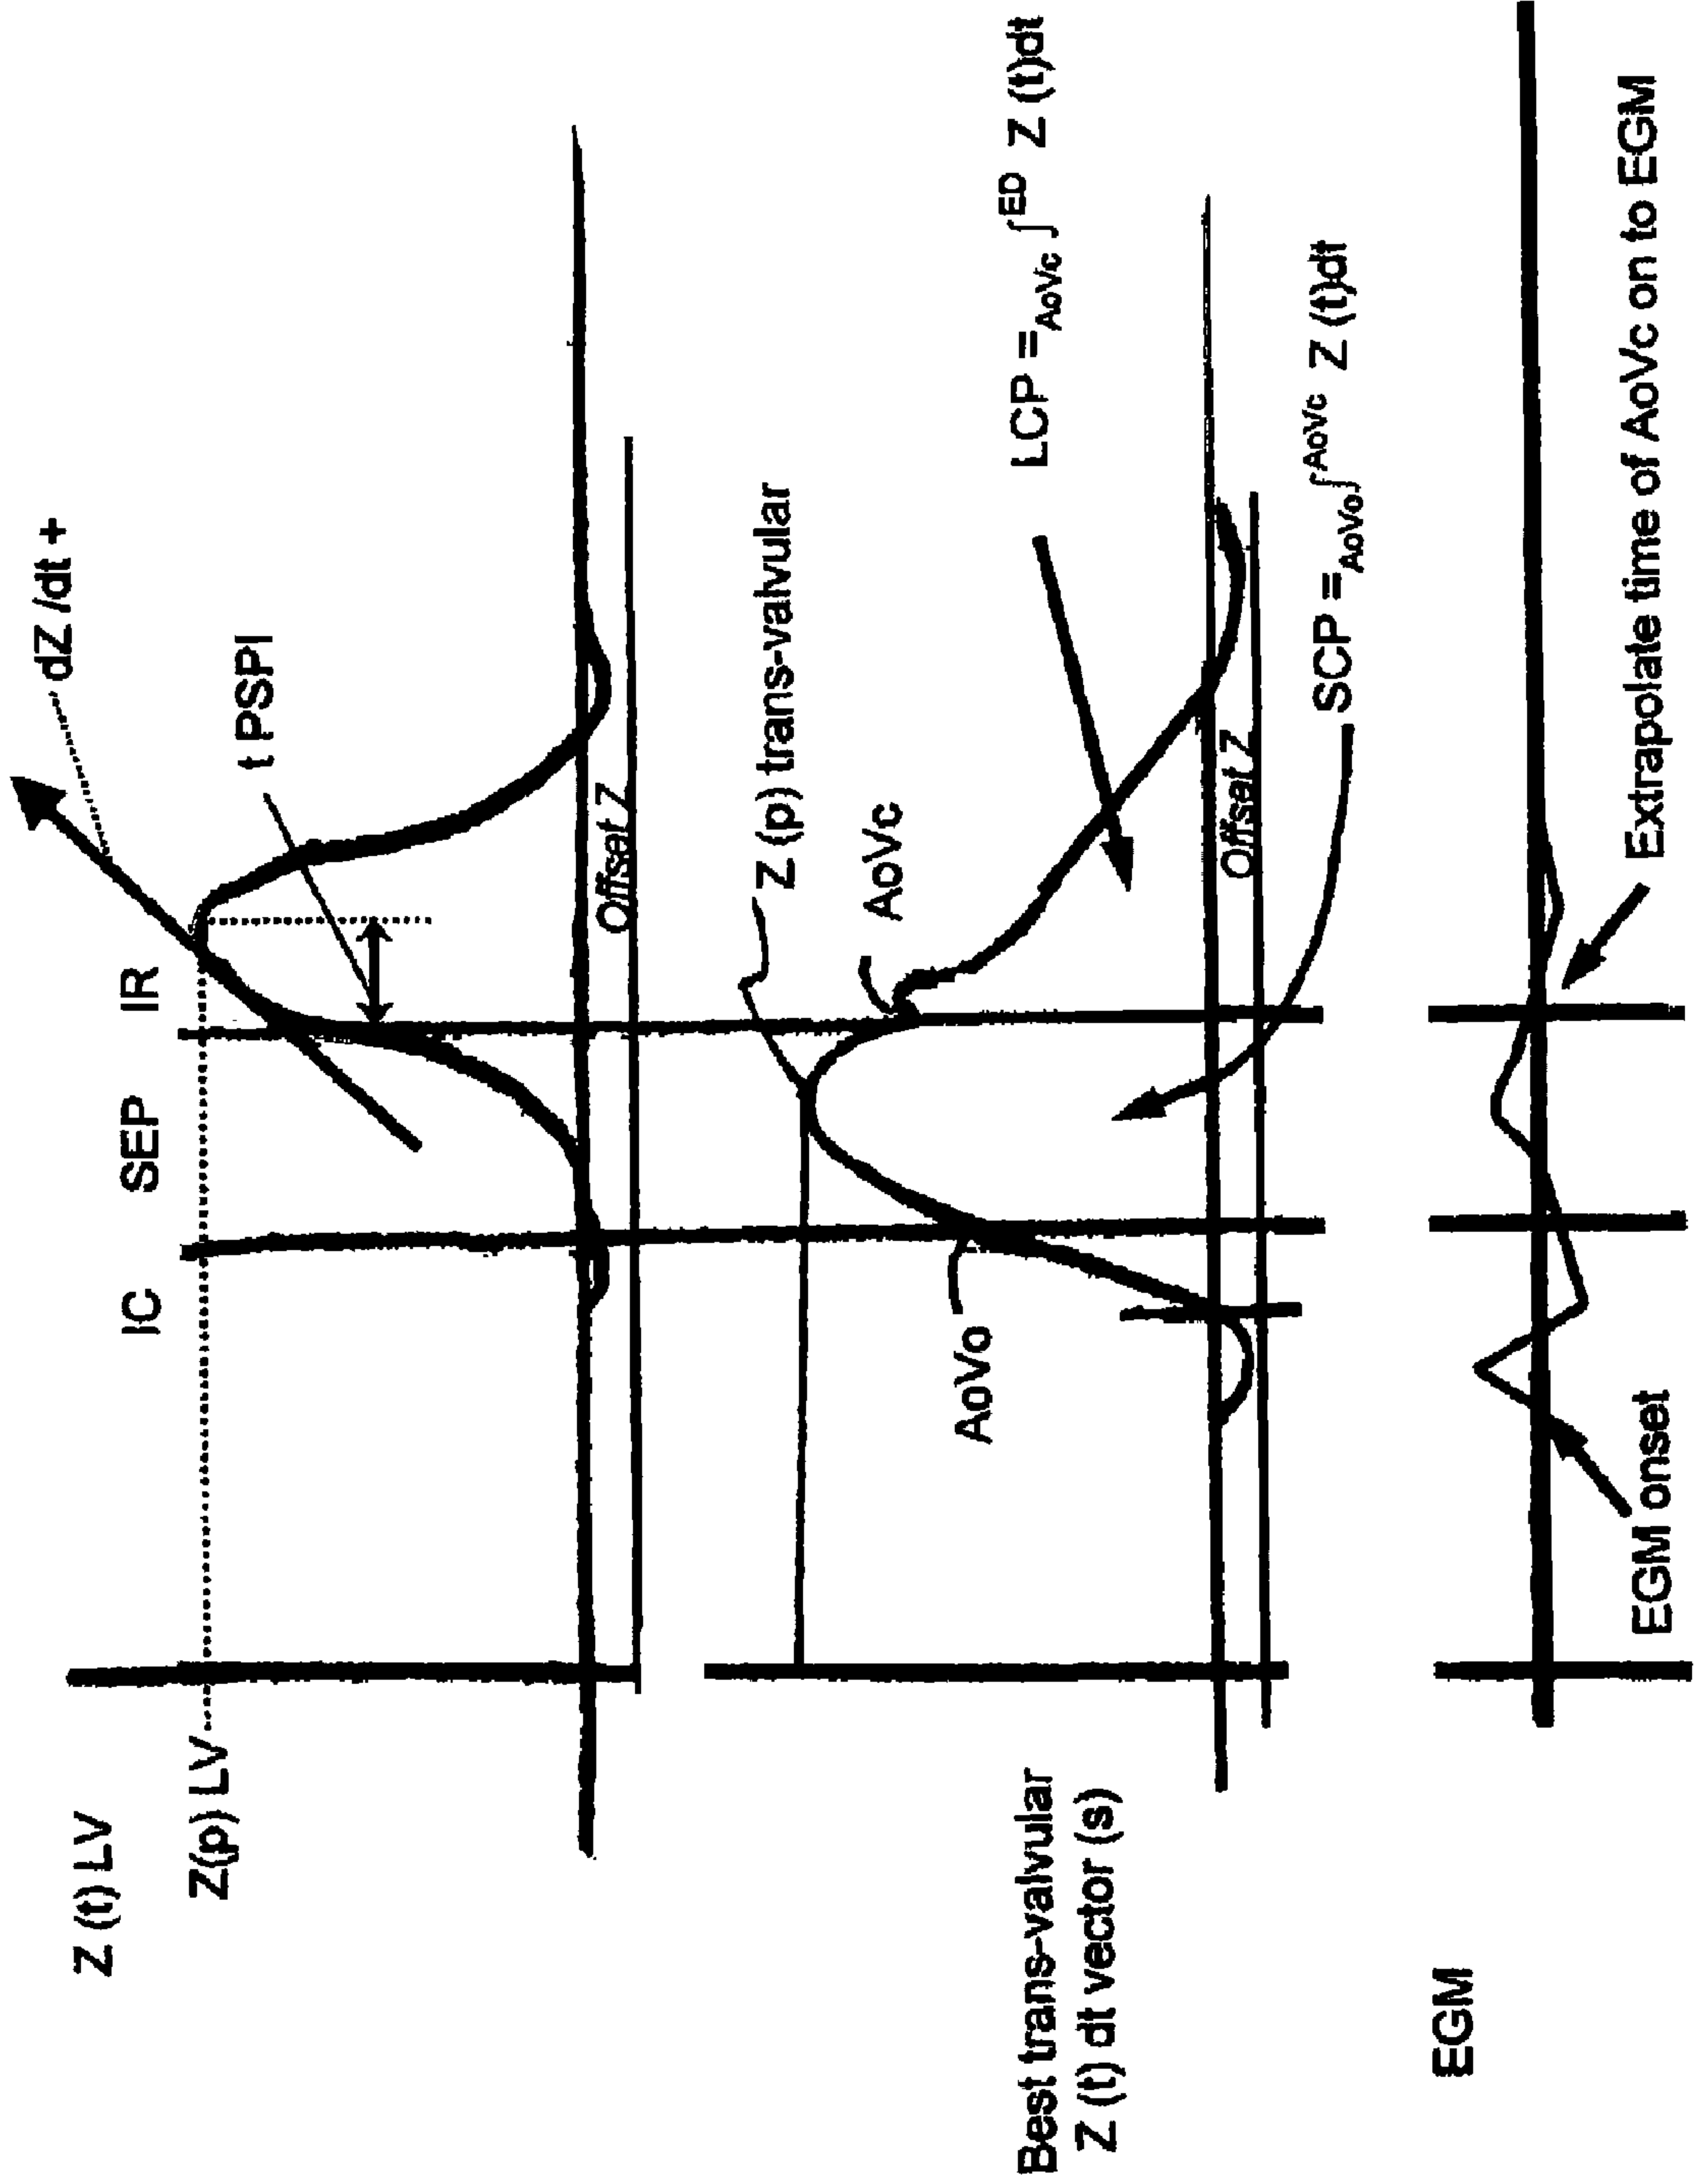 Z (t) LV
Z(p) LV
IC
SEP
IR
dZ /dt +
t PSPI
Offset Z
Best trans-valvular
Z (t) dt vector (s)
Z (p) trans-valvular
AoVo
AoVc
LCP = AoVc ∫ED Z (t)dt
Offset Z
SCP = AoVo ∫AoVc Z (t)dt
EGM
EGM onset
Extrapolate time of AoVc on to EGM